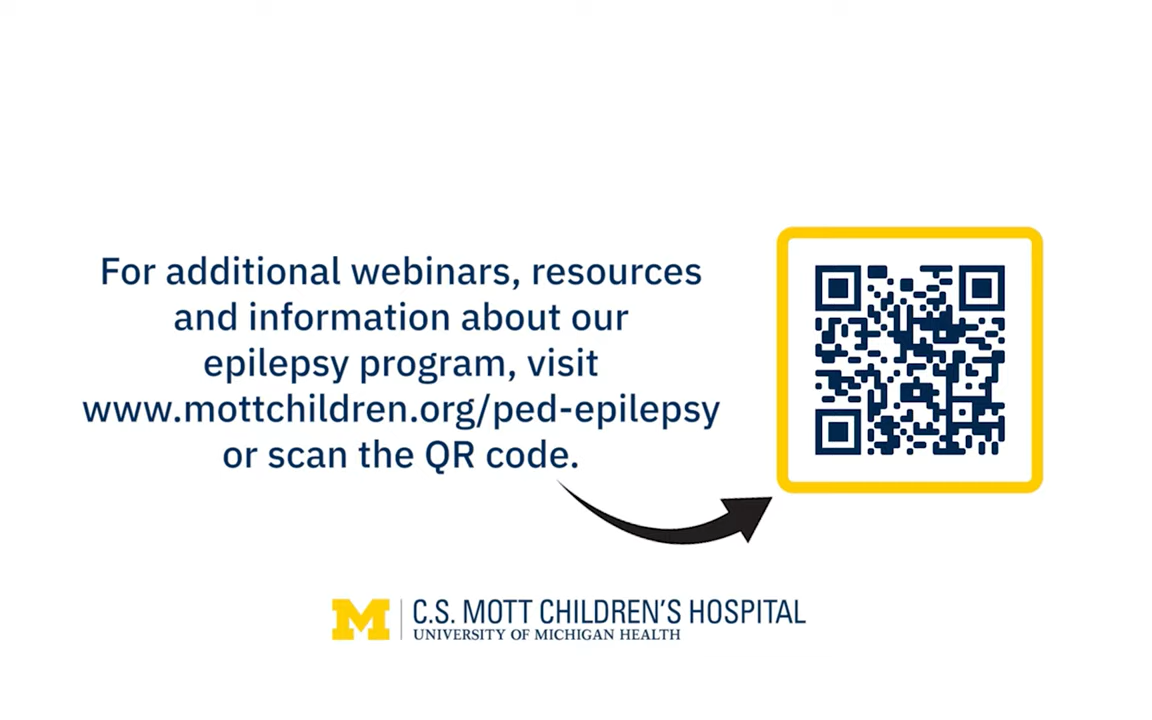 For additional webinars, resources
and information about our
epilepsy program, visit
www.mottchildren.org/ped-epilepsy
or scan the QR code.
M
C.S. MOTT CHILDREN'S HOSPITAL
UNIVERSITY OF MICHIGAN HEALTH